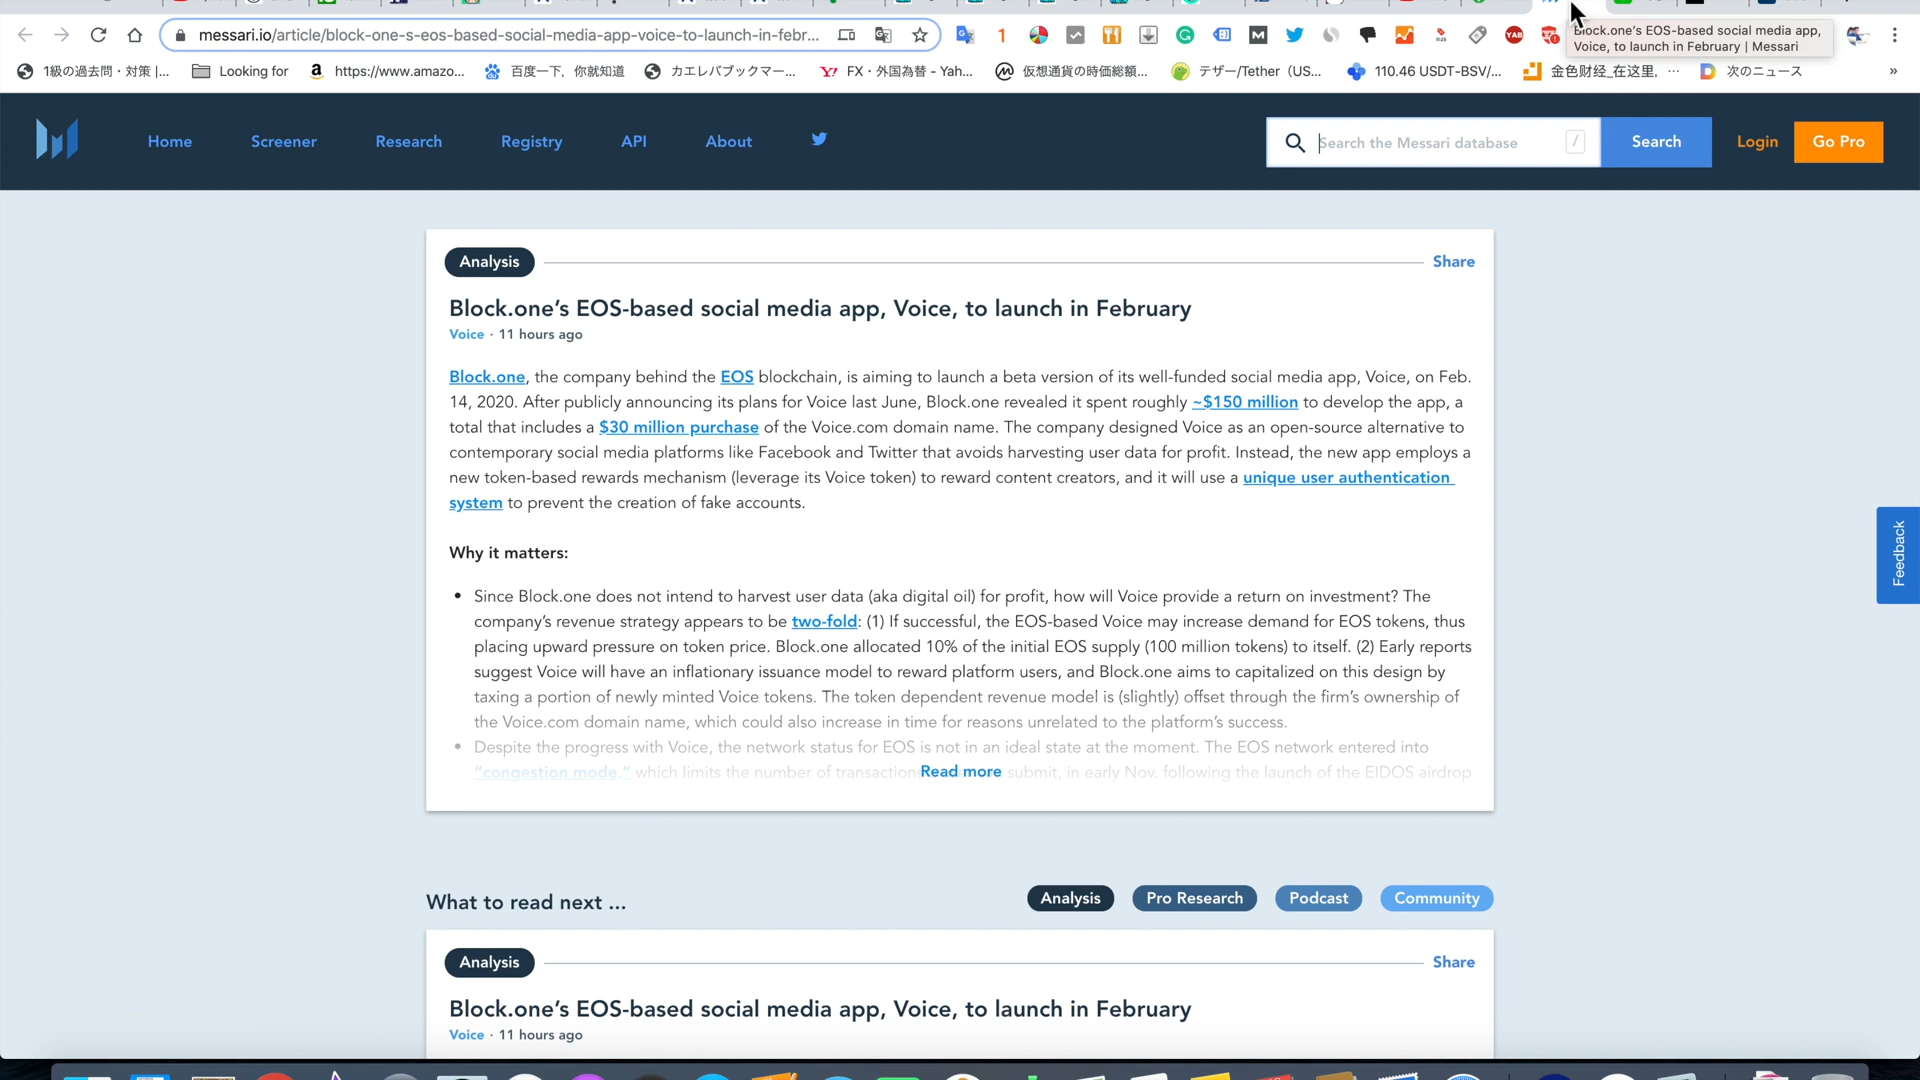 messari.io/article/block-one-s-eos-based-social-media-app-voice-to-launch-in-febr...
Block.one's EOS-based social media app,
Voice, to launch in February | Messari
1級の過去問・対策 |...
Looking for
https://www.amazo...
百度一下，你就知道
カエレバブックマー...
FX・外国為替 - Yah...
仮想通貨の時価総額...
テザー/Tether（US...
110.46 USDT-BSV/...
金色财经_在这里，...
次のニュース
»
Home
Screener
Research
Registry
API
About
Search the Messari database
/
Search
Login
Go Pro
Analysis
Share
Block.one's EOS-based social media app, Voice, to launch in February
Voice · 11 hours ago
Block.one, the company behind the EOS blockchain, is aiming to launch a beta version of its well-funded social media app, Voice, on Feb.
14, 2020. After publicly announcing its plans for Voice last June, Block.one revealed it spent roughly ~$150 million to develop the app, a
total that includes a $30 million purchase of the Voice.com domain name. The company designed Voice as an open-source alternative to
contemporary social media platforms like Facebook and Twitter that avoids harvesting user data for profit. Instead, the new app employs a
new token-based rewards mechanism (leverage its Voice token) to reward content creators, and it will use a unique user authentication
system to prevent the creation of fake accounts.
Why it matters:
• Since Block.one does not intend to harvest user data (aka digital oil) for profit, how will Voice provide a return on investment? The
company's revenue strategy appears to be two-fold: (1) If successful, the EOS-based Voice may increase demand for EOS tokens, thus
placing upward pressure on token price. Block.one allocated 10% of the initial EOS supply (100 million tokens) to itself. (2) Early reports
suggest Voice will have an inflationary issuance model to reward platform users, and Block.one aims to capitalized on this design by
taxing a portion of newly minted Voice tokens. The token dependent revenue model is (slightly) offset through the firm's ownership of
the Voice.com domain name, which could also increase in time for reasons unrelated to the platform's success.
• Despite the progress with Voice, the network status for EOS is not in an ideal state at the moment. The EOS network entered into
"congestion mode," which limits the number of transactions submit, in early Nov. following the launch of the EIDOS airdrop
Read more
Feedback
What to read next ...
Analysis
Pro Research
Podcast
Community
Analysis
Share
Block.one's EOS-based social media app, Voice, to launch in February
Voice · 11 hours ago